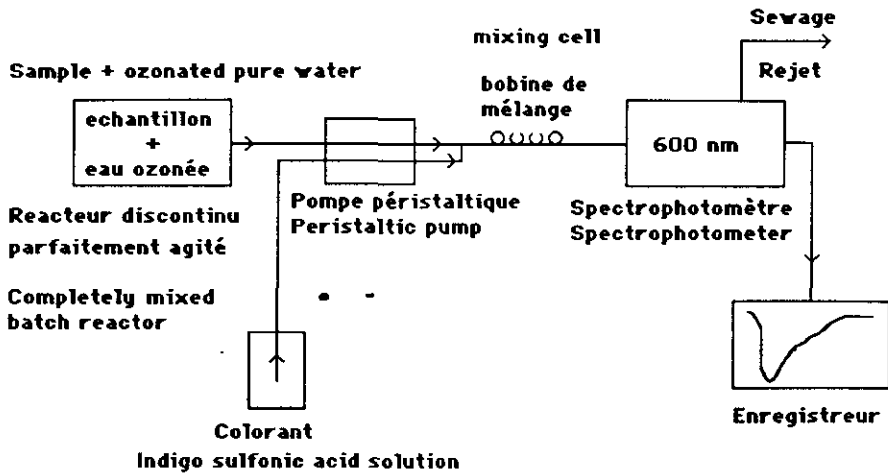 Sewage
Rejet
mixing cell
bobine de
mélange
Sample + ozonated pure water
echantillon
+
eau ozonée
600 nm
Reacteur discontinu
parfaitement agité
Completely mixed
batch reactor
Pompe péristaltique
Peristaltic pump
Spectrophotomètre
Spectrophotometer
Enregistreur
Colorant
Indigo sulfonic acid solution